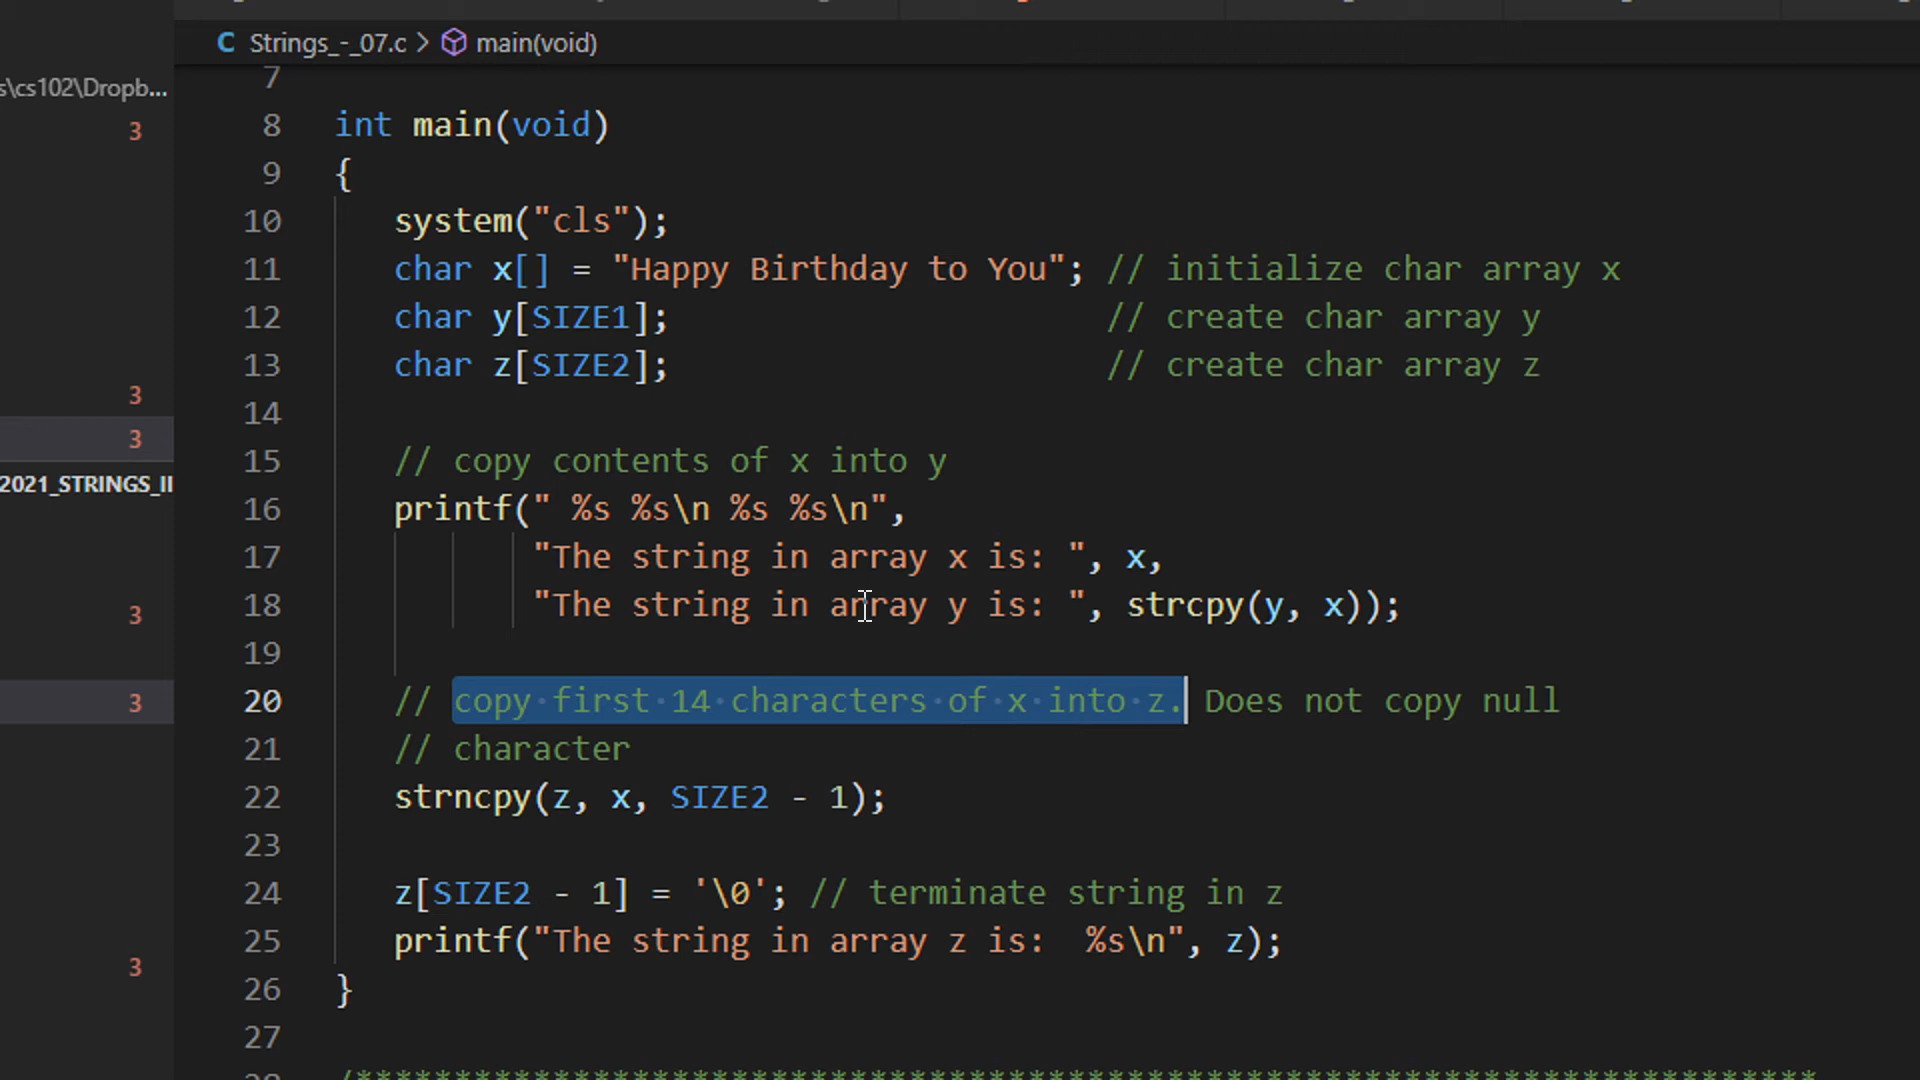 Strings_-_07.c > main(void)
s\cs102\Dropb...
3
3
3
2021_STRINGS_II
3
3
3
7
8 int main(void)
9 {
10 system("cls");
11 char x[] = "Happy Birthday to You"; // initialize char array x
12 char y[SIZE1]; // create char array y
13 char z[SIZE2]; // create char array z
14
15 // copy contents of x into y
16 printf(" %s %s\n %s %s\n",
17 "The string in array x is: ", x,
18 "The string in array y is: ", strcpy(y, x));
19
20 // copy first 14 characters of x into z. Does not copy null
21 // character
22 strncpy(z, x, SIZE2 - 1);
23
24 z[SIZE2 - 1] = '\0'; // terminate string in z
25 printf("The string in array z is:  %s\n", z);
26 }
27